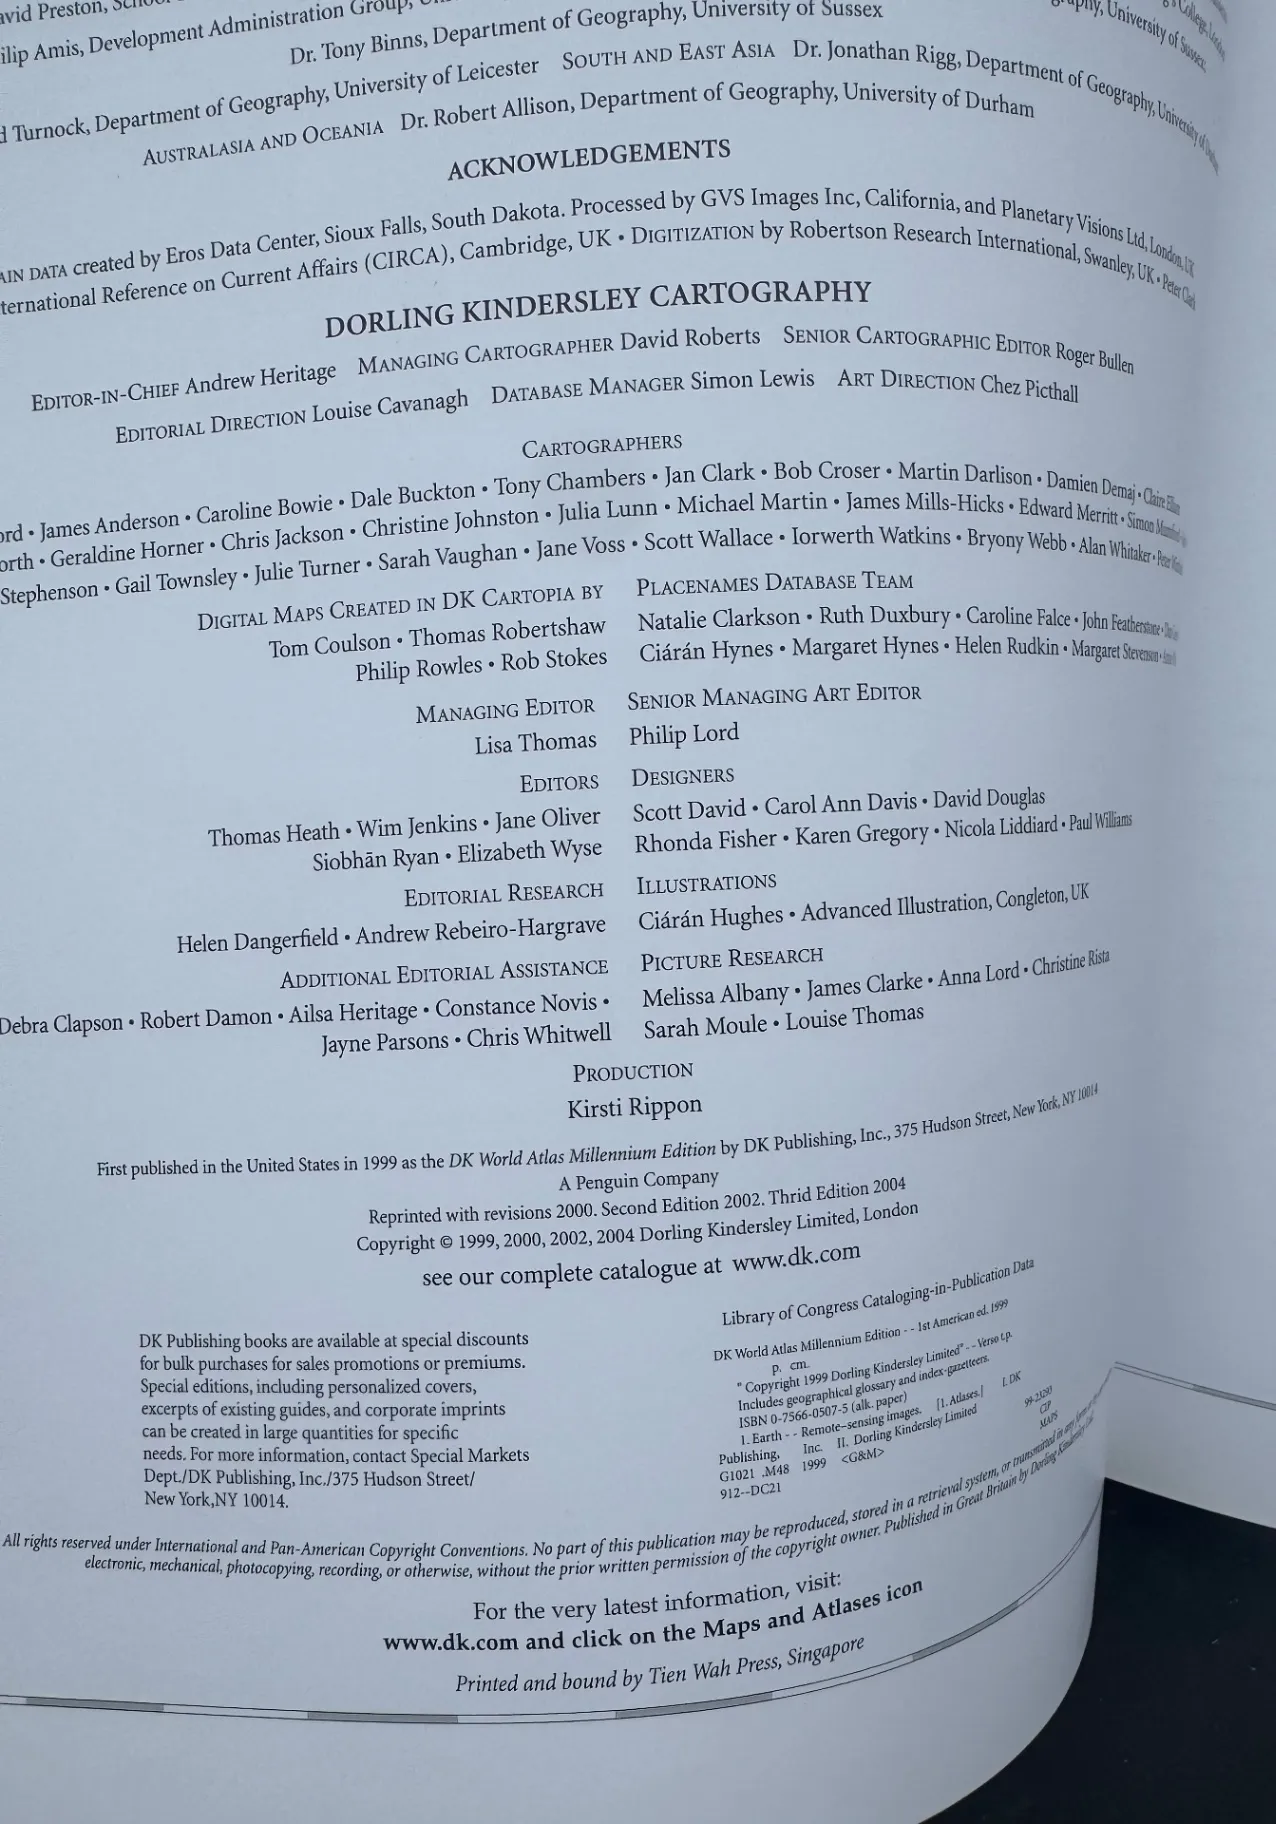 Dr. Tony Binns, Department of Geography, University of Sussex
Turnock, Department of Geography, University of Leicester SOUTH AND EAST ASIA Dr. Jonathan Rigg, Department of Geography, University of Durham
AUSTRALASIA AND OCEANIA Dr. Robert Allison, Department of Geography, University of Durham
ACKNOWLEDGEMENTS
DATA created by Eros Data Center, Sioux Falls, South Dakota. Processed by GVS Images Inc, California, and Planetary Visions Ltd, London, UK
International Reference on Current Affairs (CIRCA), Cambridge, UK • DIGITIZATION by Robertson Research International, Swanley, UK • Peter Clark
DORLING KINDERSLEY CARTOGRAPHY
EDITOR-IN-CHIEF Andrew Heritage MANAGING CARTOGRAPHER David Roberts SENIOR CARTOGRAPHIC EDITOR Roger Bullen
EDITORIAL DIRECTION Louise Cavanagh DATABASE MANAGER Simon Lewis ART DIRECTION Chez Picthall
CARTOGRAPHERS
• James Anderson • Caroline Bowie • Dale Buckton • Tony Chambers • Jan Clark • Bob Croser • Martin Darlison • Damien Demaj • Claire
• Geraldine Horner • Chris Jackson • Christine Johnston • Julia Lunn • Michael Martin • James Mills-Hicks • Edward Merritt • Simon
Stephenson • Gail Townsley • Julie Turner • Sarah Vaughan • Jane Voss • Scott Wallace • Iorwerth Watkins • Bryony Webb • Alan Whitaker • Peter
DIGITAL MAPS CREATED IN DK CARTOPIA BY
Tom Coulson • Thomas Robertshaw
Philip Rowles • Rob Stokes
PLACENAMES DATABASE TEAM
Natalie Clarkson • Ruth Duxbury • Caroline Falce • John Featherstone •
Ciárán Hynes • Margaret Hynes • Helen Rudkin • Margaret Stevenson •
MANAGING EDITOR
Lisa Thomas
SENIOR MANAGING ART EDITOR
Philip Lord
EDITORS
Thomas Heath • Wim Jenkins • Jane Oliver
Siobhān Ryan • Elizabeth Wyse
DESIGNERS
Scott David • Carol Ann Davis • David Douglas
Rhonda Fisher • Karen Gregory • Nicola Liddiard • Paul Williams
EDITORIAL RESEARCH
Helen Dangerfield • Andrew Rebeiro-Hargrave
ILLUSTRATIONS
Ciárán Hughes • Advanced Illustration, Congleton, UK
ADDITIONAL EDITORIAL ASSISTANCE
Debra Clapson • Robert Damon • Ailsa Heritage • Constance Novis •
Jayne Parsons • Chris Whitwell
PICTURE RESEARCH
Melissa Albany • James Clarke • Anna Lord • Christine Rista
Sarah Moule • Louise Thomas
PRODUCTION
Kirsti Rippon
First published in the United States in 1999 as the DK World Atlas Millennium Edition by DK Publishing, Inc., 375 Hudson Street, New York, NY 10014
A Penguin Company
Reprinted with revisions 2000. Second Edition 2002. Thrid Edition 2004
Copyright © 1999, 2000, 2002, 2004 Dorling Kindersley Limited, London
see our complete catalogue at www.dk.com
DK Publishing books are available at special discounts
for bulk purchases for sales promotions or premiums.
Special editions, including personalized covers,
excerpts of existing guides, and corporate imprints
can be created in large quantities for specific
needs. For more information, contact Special Markets
Dept./DK Publishing, Inc./375 Hudson Street/
New York,NY 10014.
Library of Congress Cataloging-in-Publication Data
DK World Atlas Millennium Edition - - 1st American ed. 1999
p. cm.
" Copyright 1999 Dorling Kindersley Limited" - - Verso t.p.
Includes geographical glossary and index-gazetteers.
ISBN 0-7566-0507-5 (alk. paper)
1. Earth - - Remote–sensing images. [1. Atlases.] I. DK
Publishing, Inc. II. Dorling Kindersley Limited
G1021 .M48 1999 <G&M> 99-23293
912--DC21 CIP
MAPS
All rights reserved under International and Pan-American Copyright Conventions. No part of this publication may be reproduced, stored in a retrieval system, or transmitted in any form or by
electronic, mechanical, photocopying, recording, or otherwise, without the prior written permission of the copyright owner. Published in Great Britain by Dorling Kindersley Ltd.
For the very latest information, visit:
www.dk.com and click on the Maps and Atlases icon
Printed and bound by Tien Wah Press, Singapore